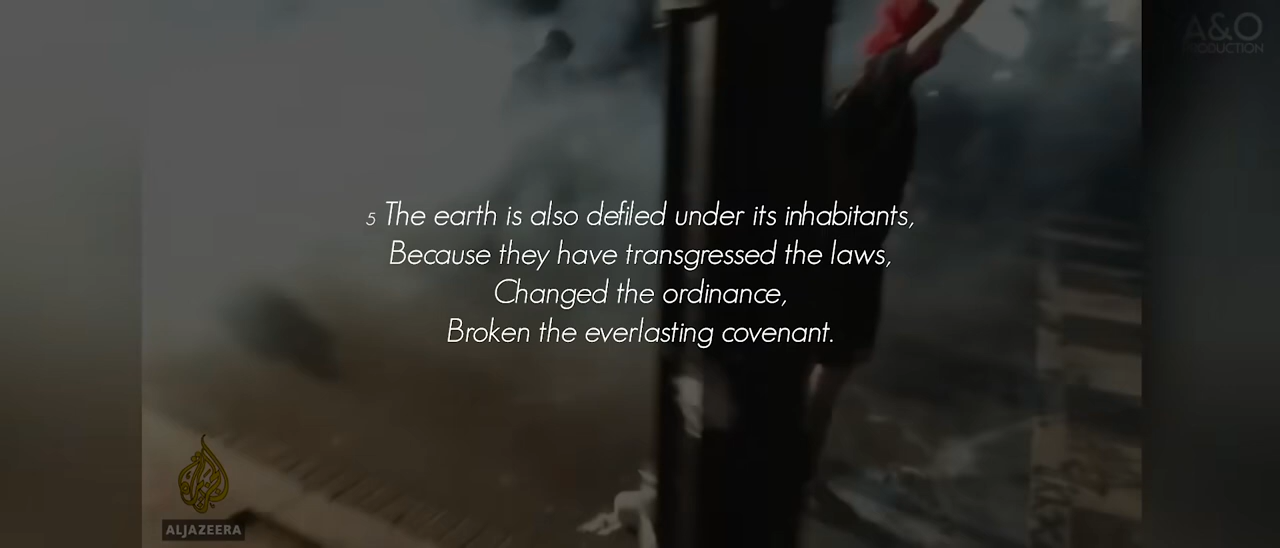 A&O
PRODUCTION
5 The earth is also defiled under its inhabitants,
Because they have transgressed the laws,
Changed the ordinance,
Broken the everlasting covenant.
ALJAZEERA